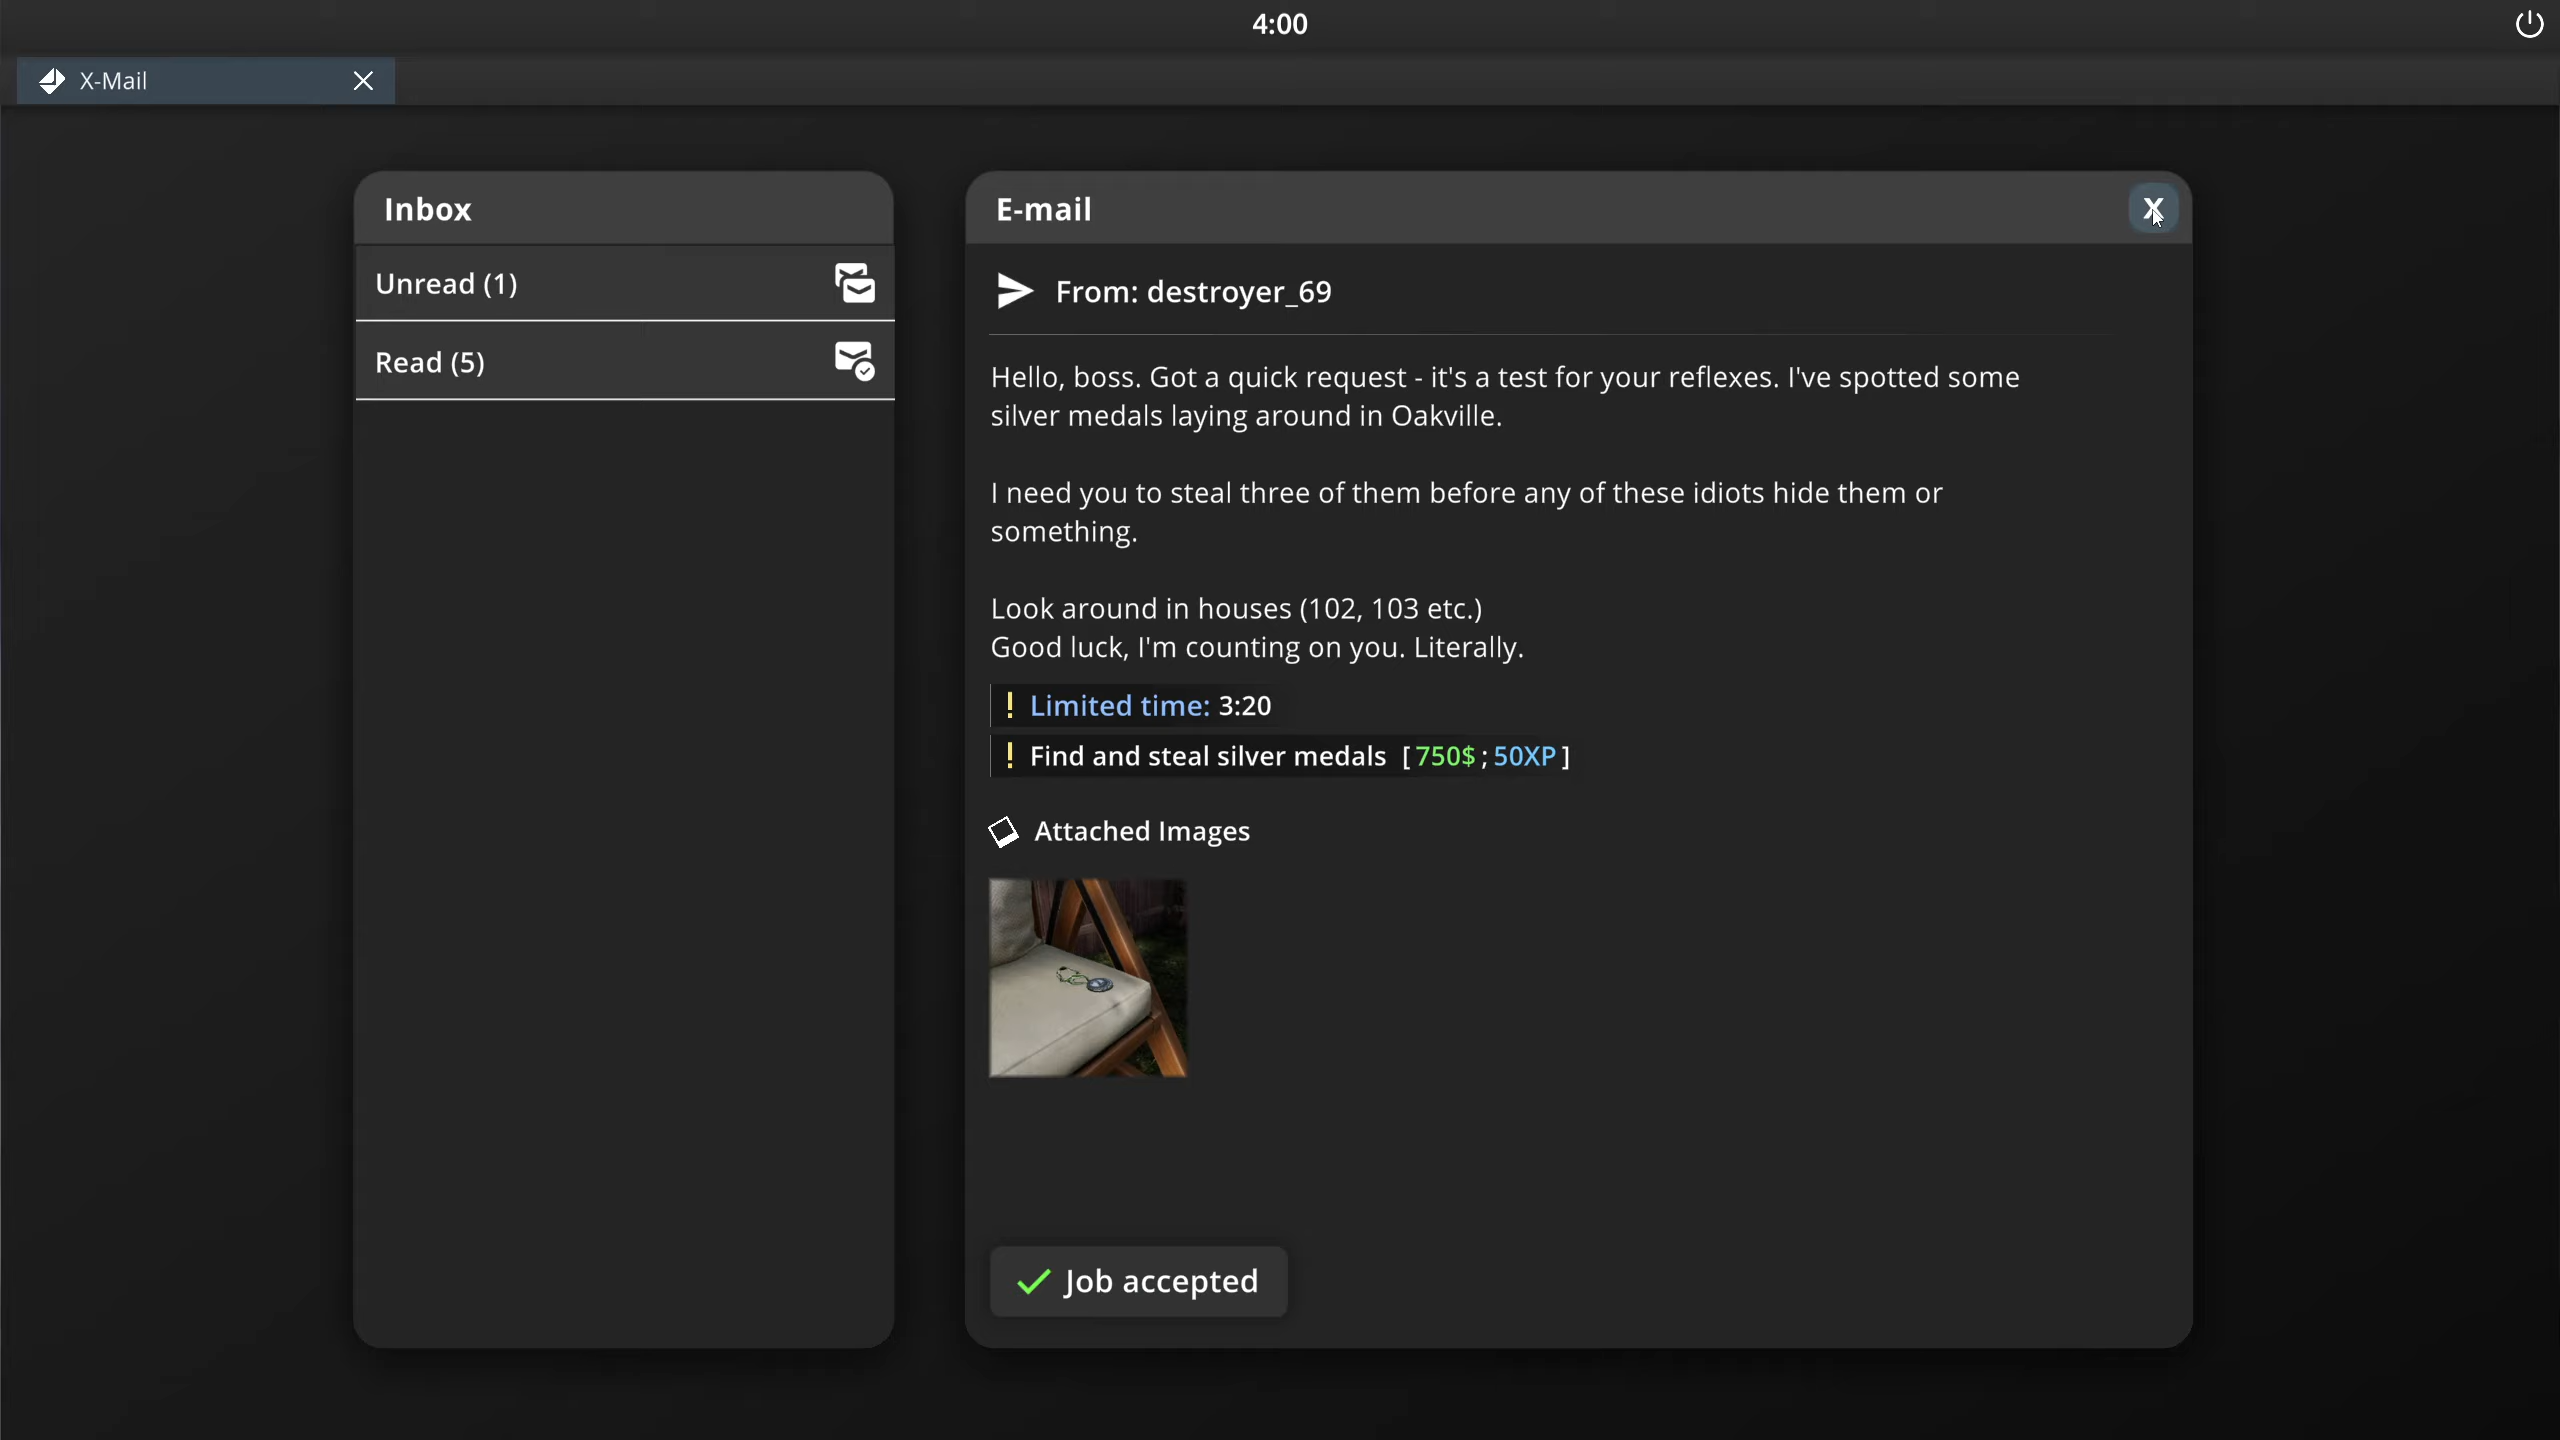 4:00
X-Mail
Inbox
Unread (1)
Read (5)
E-mail
X
From: destroyer_69
Hello, boss. Got a quick request - it's a test for your reflexes. I've spotted some
silver medals laying around in Oakville.
I need you to steal three of them before any of these idiots hide them or
something.
Look around in houses (102, 103 etc.)
Good luck, I'm counting on you. Literally.
! Limited time: 3:20
! Find and steal silver medals [750$;50XP]
Attached Images
Job accepted